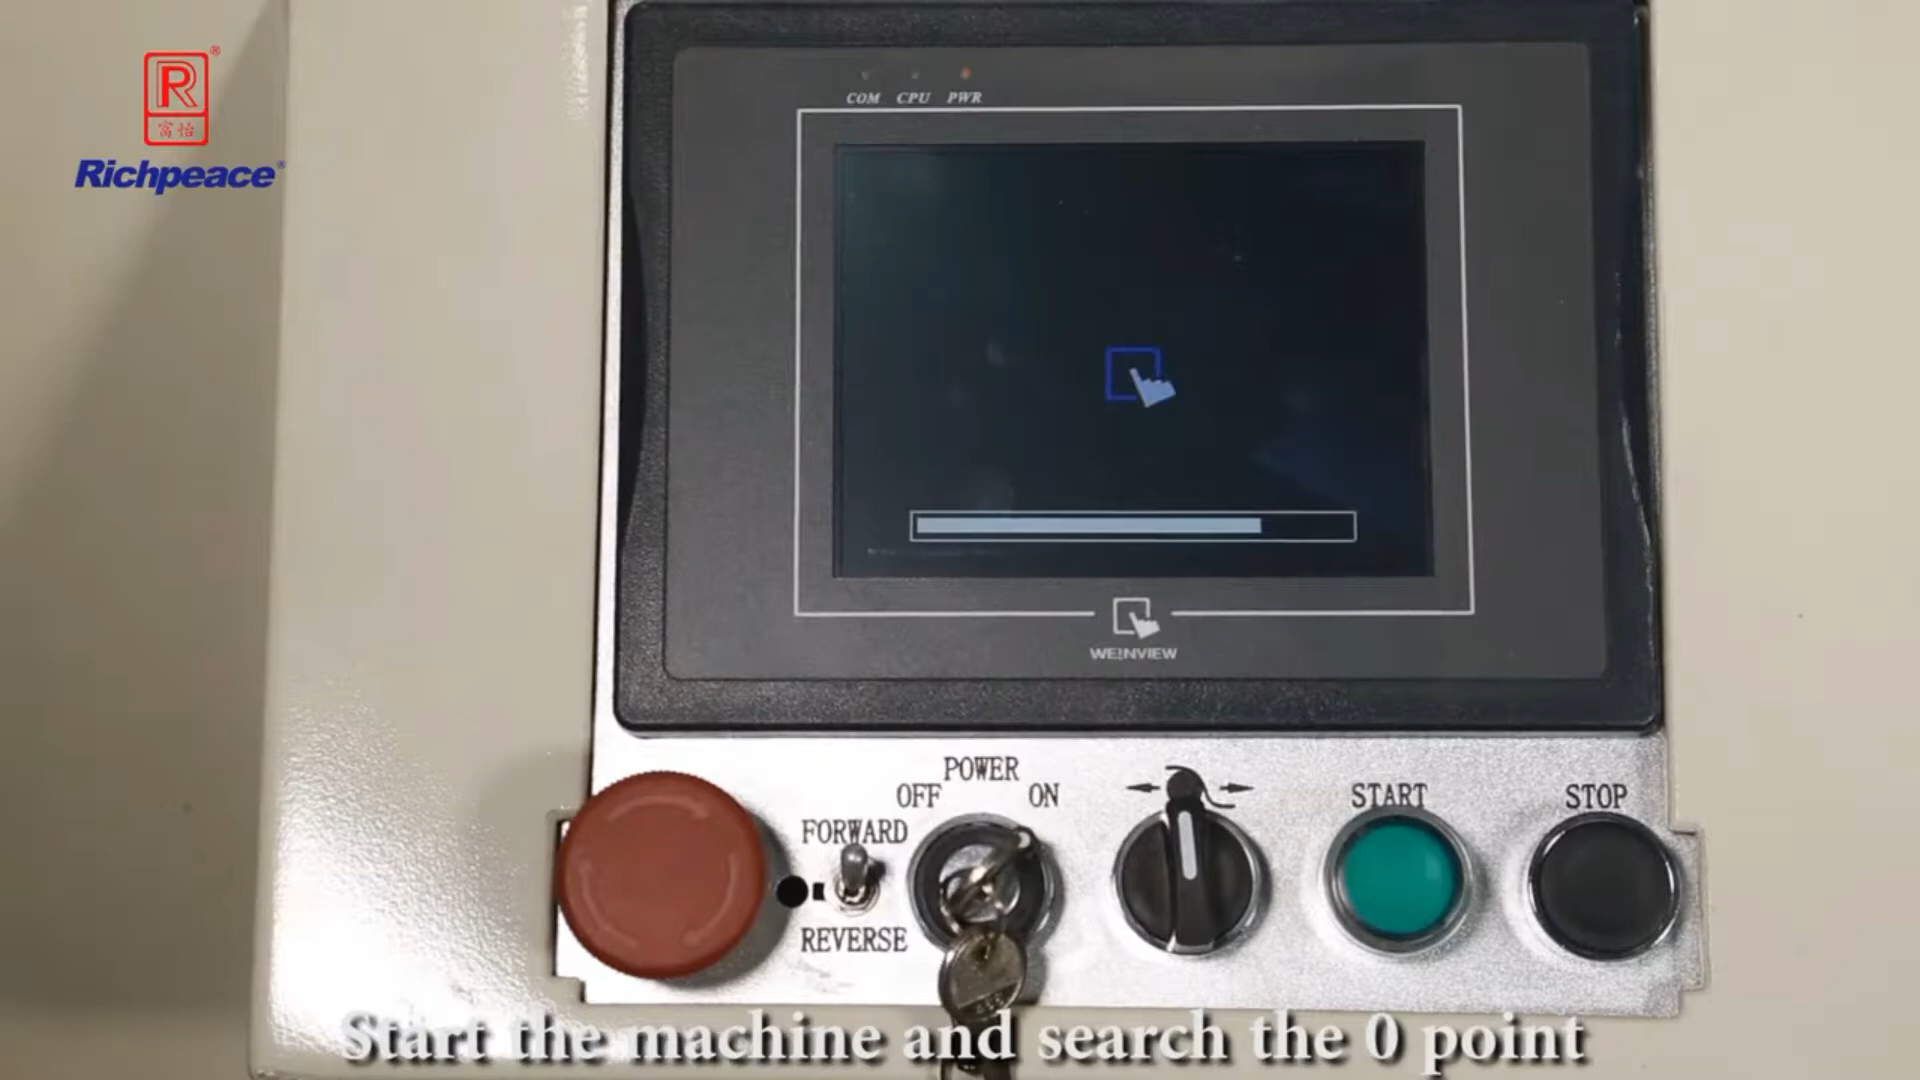 R®
富怡
Richpeace®
COM CPU PWR
WEINVIEW
POWER
OFF ON
START
STOP
FORWARD
REVERSE
Start the machine and search the 0 point